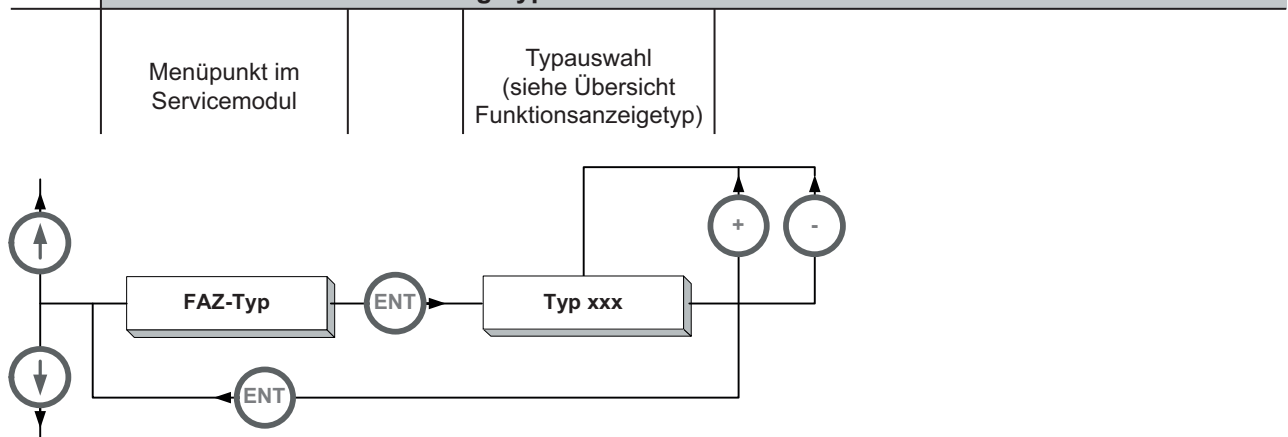 Menüpunkt im
Servicemodul
Typauswahl
(siehe Übersicht
Funktionsanzeigetyp)
+
-
FAZ-Typ
ENT
Typ xxx
ENT